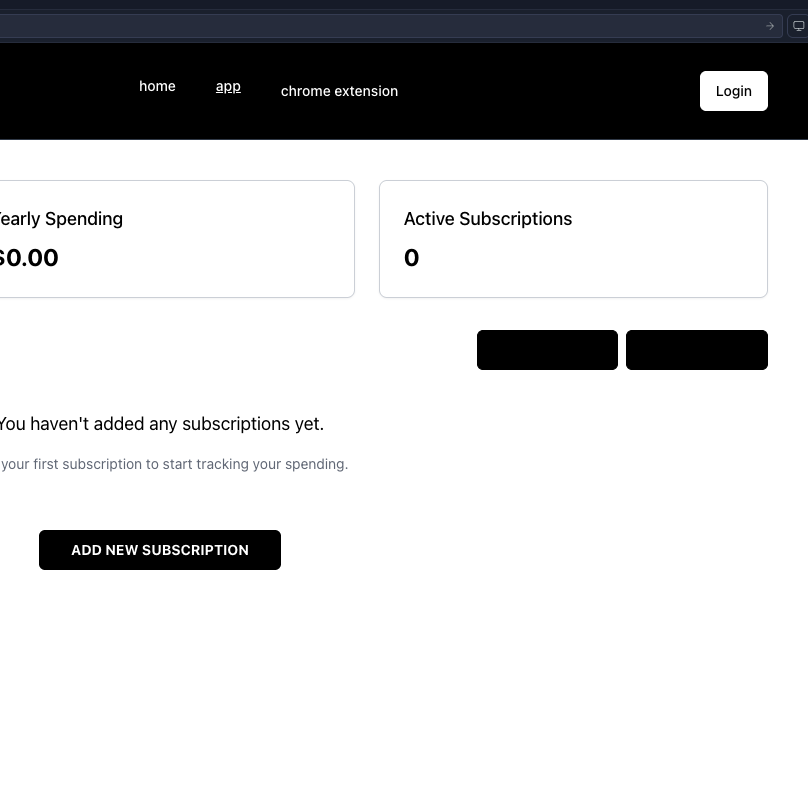 home app chrome extension Login
early Spending
$0.00
Active Subscriptions
0
You haven't added any subscriptions yet.
your first subscription to start tracking your spending.
ADD NEW SUBSCRIPTION